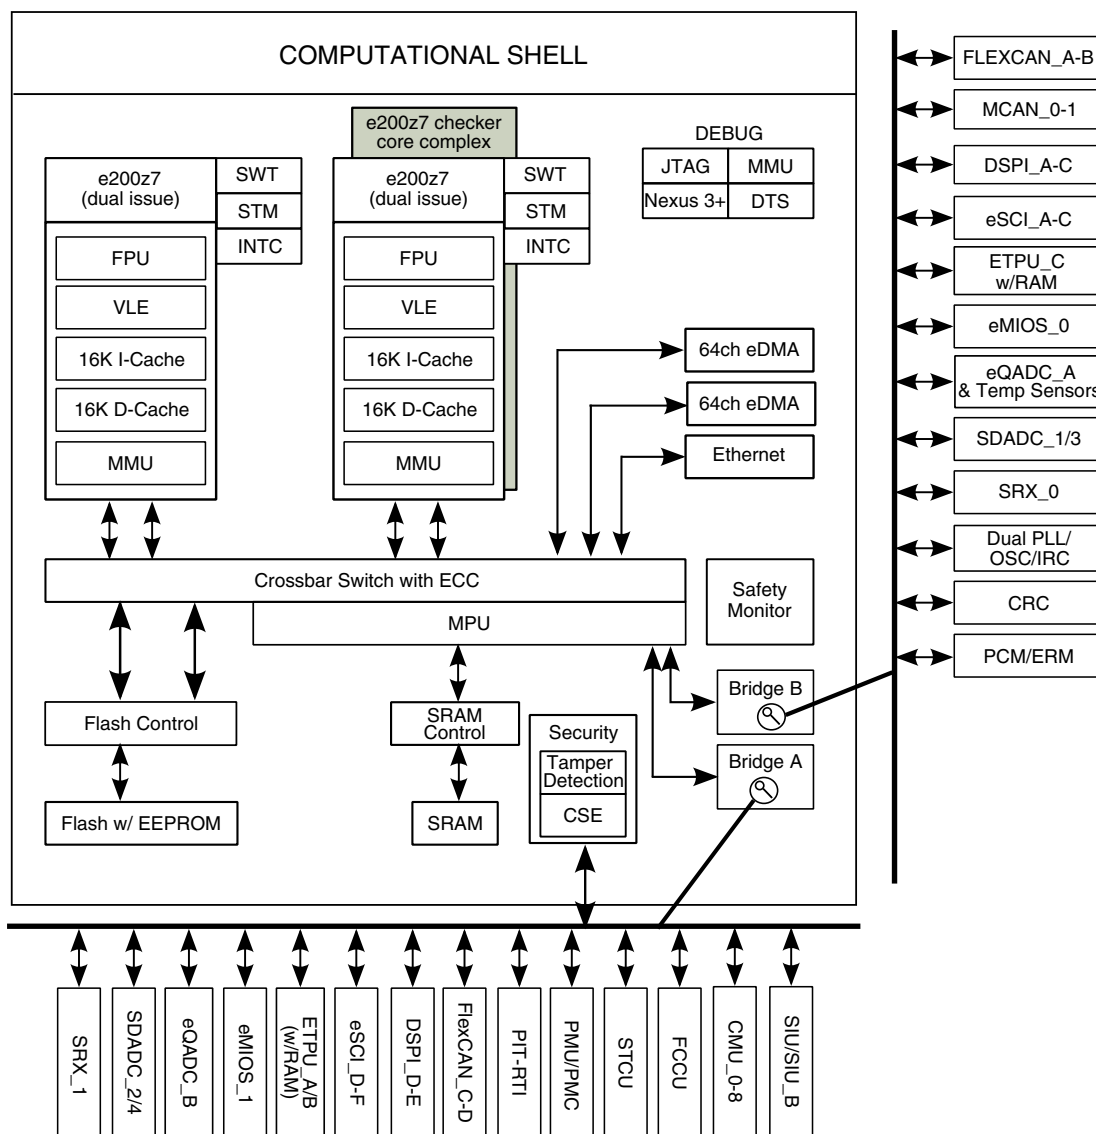 COMPUTATIONAL SHELL
e200z7 checker
core complex
e200z7
(dual issue)
SWT
STM
INTC
FPU
VLE
16K I-Cache
16K D-Cache
MMU
e200z7
(dual issue)
SWT
STM
INTC
FPU
VLE
16K I-Cache
16K D-Cache
MMU
DEBUG
JTAG
MMU
Nexus 3+
DTS
64ch eDMA
64ch eDMA
Ethernet
Crossbar Switch with ECC
MPU
Safety
Monitor
Flash Control
Flash w/ EEPROM
SRAM
Control
SRAM
Security
Tamper
Detection
CSE
Bridge B
Bridge A
FLEXCAN_A-B
MCAN_0-1
DSPI_A-C
eSCI_A-C
ETPU_C
w/RAM
eMIOS_0
eQADC_A
& Temp Sensors
SDADC_1/3
SRX_0
Dual PLL/
OSC/IRC
CRC
PCM/ERM
SRX_1
SDADC_2/4
eQADC_B
eMIOS_1
ETPU_A/B
(w/RAM)
eSCI_D-F
DSPI_D-E
FlexCAN_C-D
PIT-RTI
PMU/PMC
STCU
FCCU
CMU_0-8
SIU/SIU_B